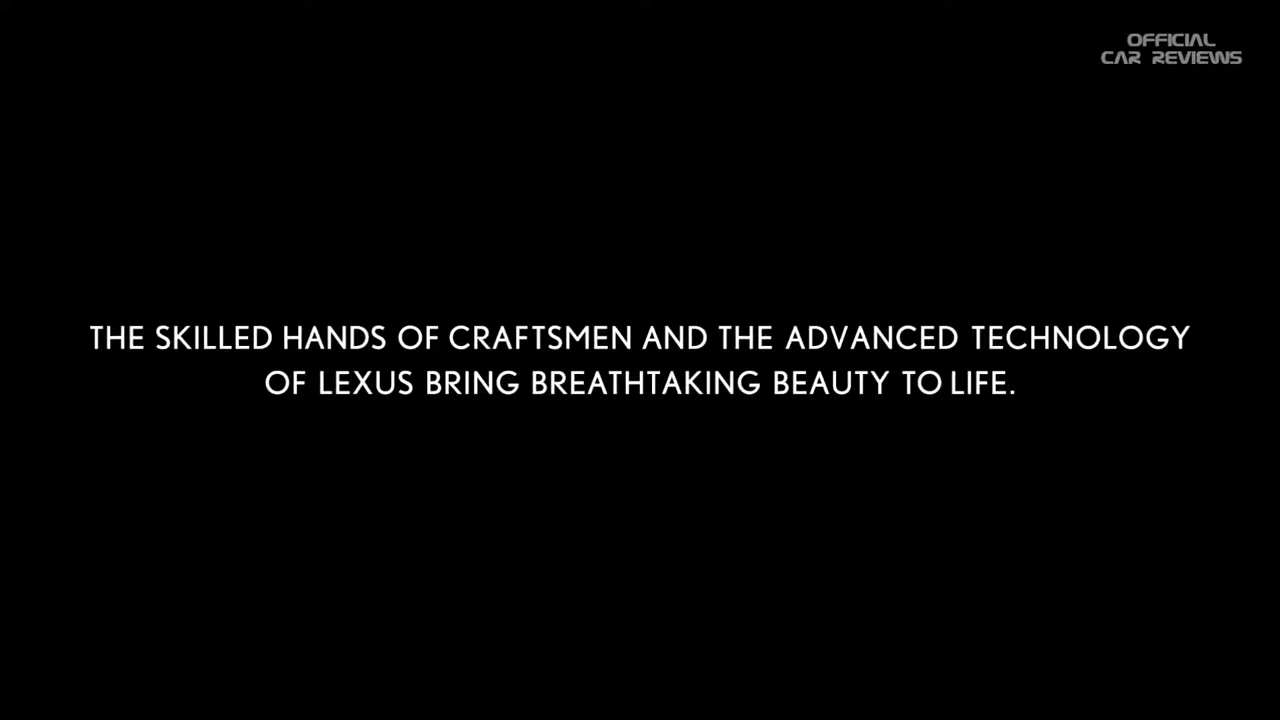 OFFICIAL
CAR REVIEWS
THE SKILLED HANDS OF CRAFTSMEN AND THE ADVANCED TECHNOLOGY
OF LEXUS BRING BREATHTAKING BEAUTY TO LIFE.